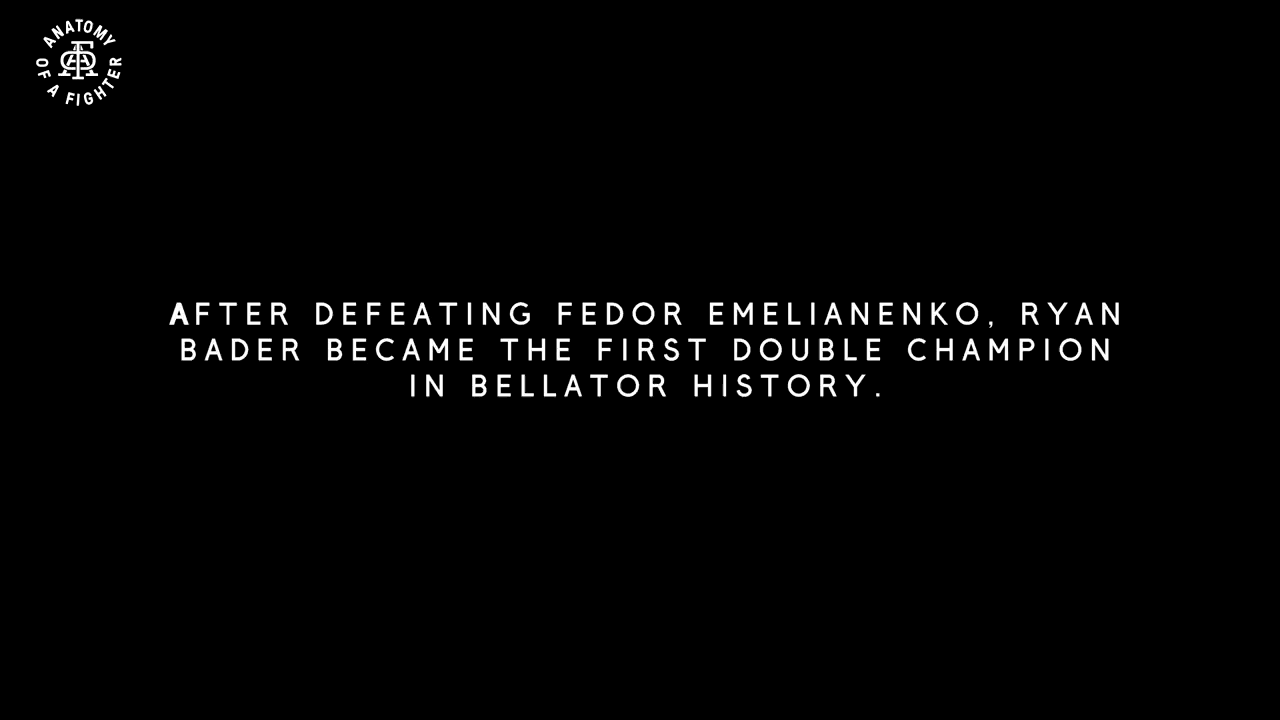 ANATOMY
OF A FIGHTER
AFTER DEFEATING FEDOR EMELIANENKO, RYAN
BADER BECAME THE FIRST DOUBLE CHAMPION
IN BELLATOR HISTORY.